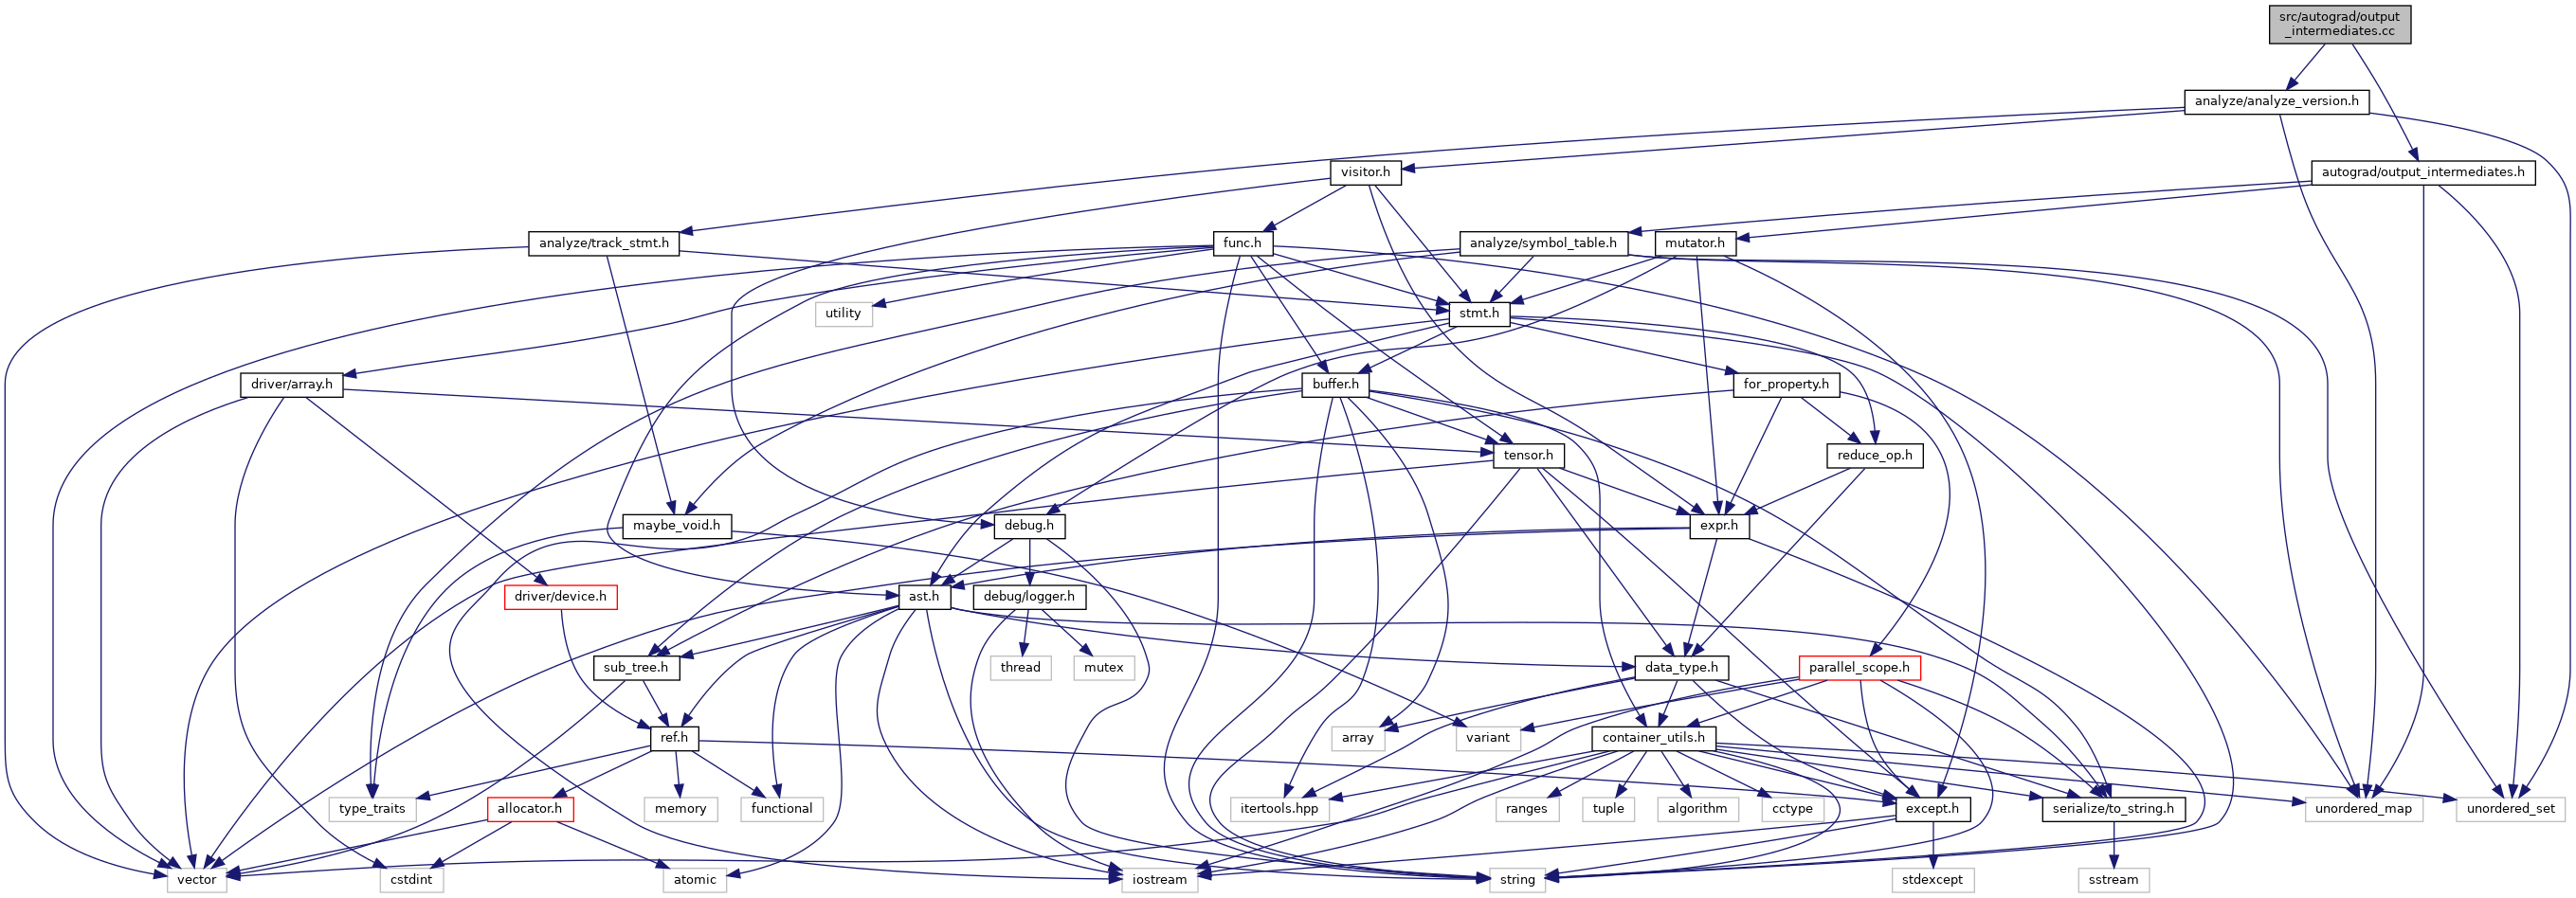 src/autograd/output
_intermediates.cc
analyze/analyze_version.h
visitor.h
autograd/output_intermediates.h
analyze/track_stmt.h
func.h
analyze/symbol_table.h
mutator.h
utility
stmt.h
driver/array.h
buffer.h
for_property.h
tensor.h
reduce_op.h
maybe_void.h
debug.h
expr.h
driver/device.h
ast.h
debug/logger.h
sub_tree.h
thread
mutex
data_type.h
parallel_scope.h
ref.h
array
variant
container_utils.h
type_traits
allocator.h
memory
functional
itertools.hpp
ranges
tuple
algorithm
cctype
except.h
serialize/to_string.h
unordered_map
unordered_set
vector
cstdint
atomic
iostream
string
stdexcept
sstream